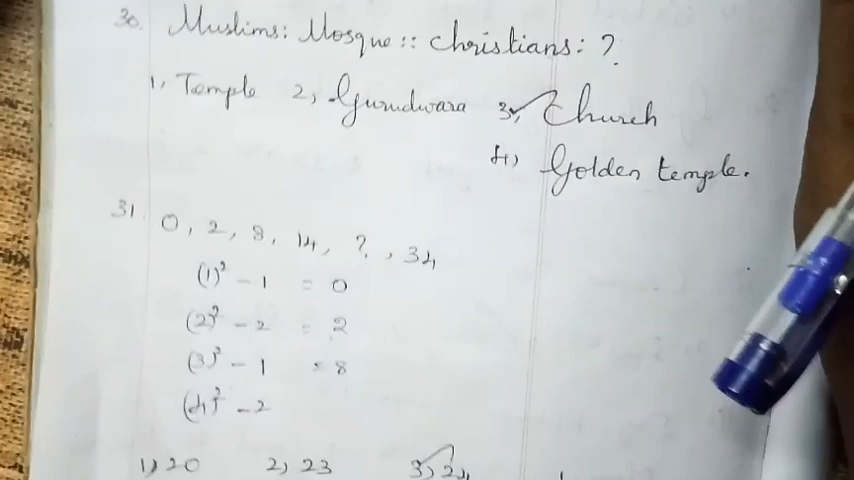 30. Muslims: Mosque :: Christians: ?
1, Temple 2, Gurudwara 3, Church
4, Golden temple.
31. 0, 2, 8, 14, ?, 34
(1)² - 1 = 0
(2)² - 2 = 2
(3)² - 1 = 8
(4)² - 2
1) 20 2) 23 3) 24